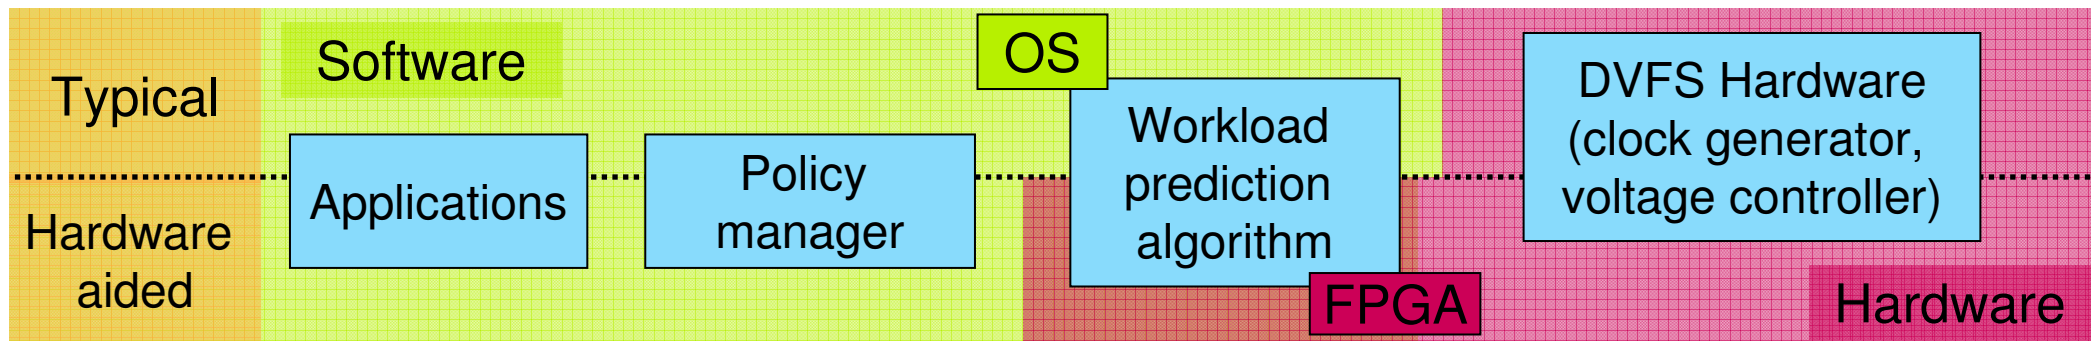 Typical
Hardware
aided
Software
Applications
Policy
manager
OS
Workload
prediction
algorithm
FPGA
DVFS Hardware
(clock generator,
voltage controller)
Hardware